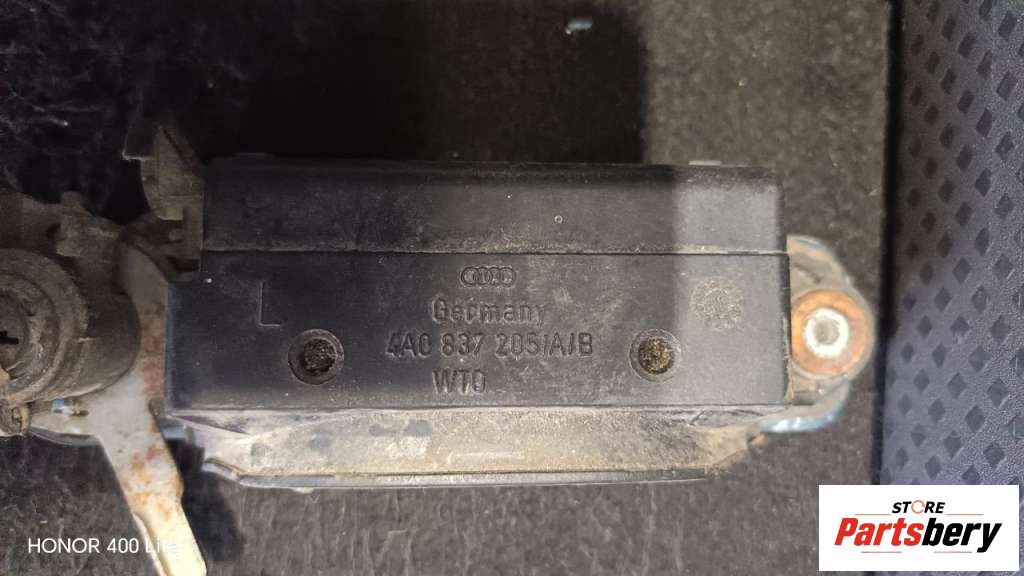 L
Germany
4A0 837 205/A/B
WTO
HONOR 400 Lite
STORE
Partsbery